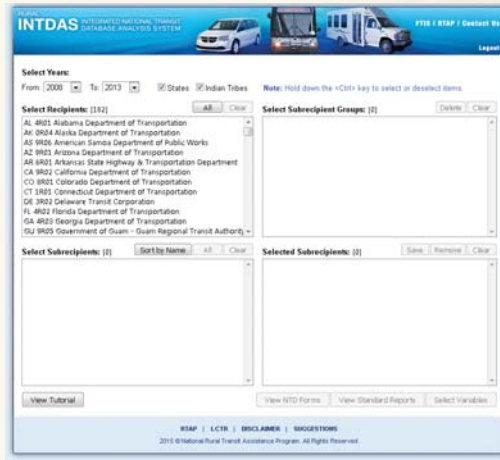 RURAL
INTDAS INTEGRATED NATIONAL TRANSIT
DATABASE ANALYSIS SYSTEM
FTIS | RTAP | Contact Us
Logout
Select Years:
From: 2008 To: 2013 States Indian Tribes Note: Hold down the <Ctrl> key to select or deselect items.
Select Recipients: [182] All Clear Select Subrecipient Groups: [0] Delete Clear
AL 4R01 Alabama Department of Transportation
AK 0R04 Alaska Department of Transportation
AS 9R06 American Samoa Department of Public Works
AZ 9R01 Arizona Department of Transportation
AR 6R01 Arkansas State Highway & Transportation Department
CA 9R02 California Department of Transportation
CO 8R01 Colorado Department of Transportation
CT 1R01 Connecticut Department of Transportation
DE 3R02 Delaware Transit Corporation
FL 4R02 Florida Department of Transportation
GA 4R03 Georgia Department of Transportation
GU 9R05 Government of Guam - Guam Regional Transit Authority
Select Subrecipients: [0] Sort by Name All Clear Selected Subrecipients: [0] Save Remove Clear
View Tutorial View NTD Forms View Standard Reports Select Variables
RTAP | LCTR | DISCLAIMER | SUGGESTIONS
2015 © National Rural Transit Assistance Program. All Rights Reserved.